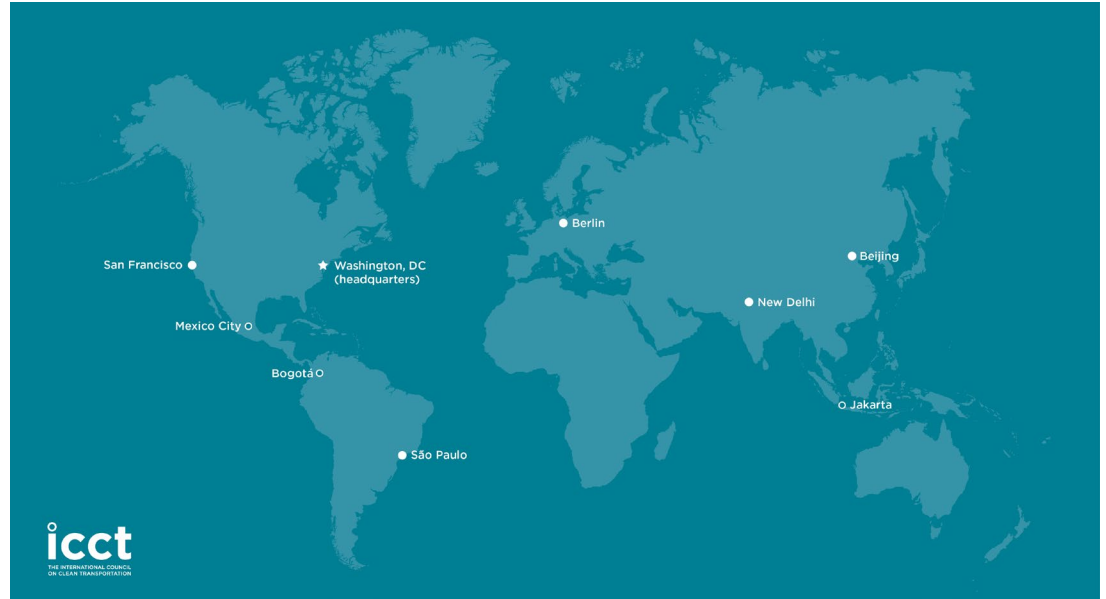 Berlin
San Francisco
Washington, DC
(headquarters)
Beijing
New Delhi
Mexico City
Bogotá
Jakarta
São Paulo
icct
THE INTERNATIONAL COUNCIL
ON CLEAN TRANSPORTATION